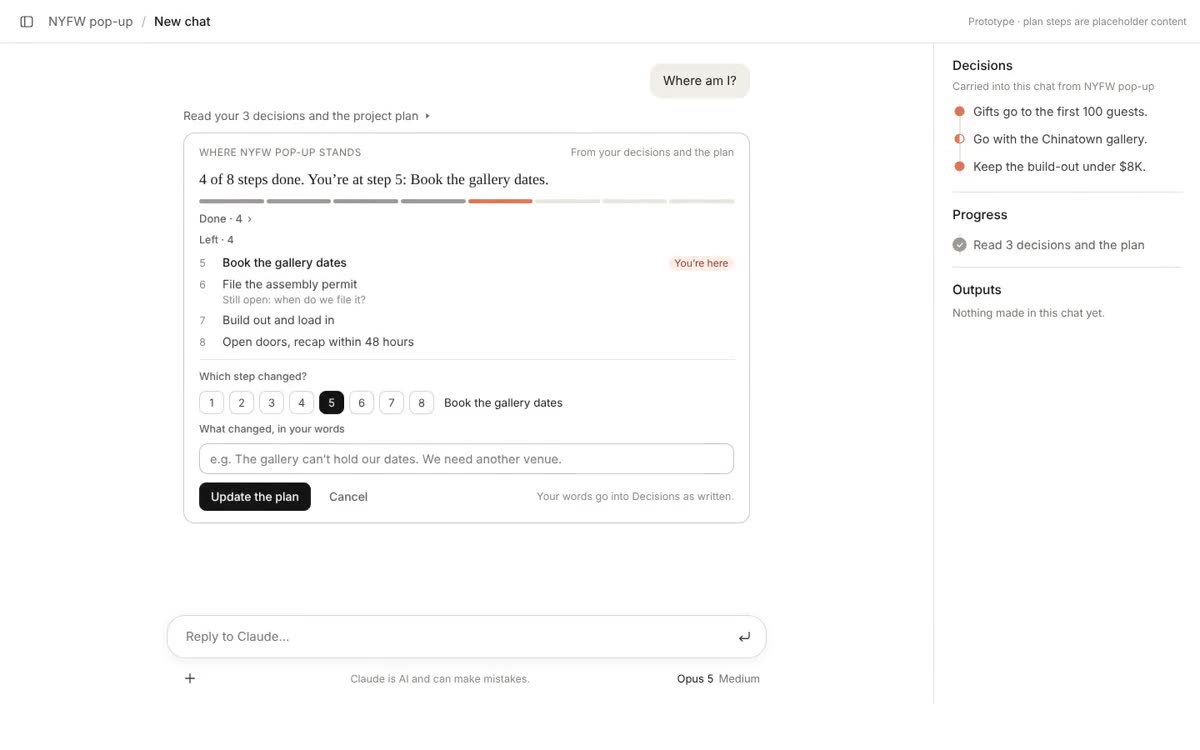 NYFW pop-up / New chat
Prototype · plan steps are placeholder content
Where am I?
Read your 3 decisions and the project plan
WHERE NYFW POP-UP STANDS
From your decisions and the plan
4 of 8 steps done. You’re at step 5: Book the gallery dates.
Done · 4 ›
Left · 4
5 Book the gallery dates
You're here
6 File the assembly permit
Still open: when do we file it?
7 Build out and load in
8 Open doors, recap within 48 hours
Which step changed?
1 2 3 4 5 6 7 8 Book the gallery dates
What changed, in your words
e.g. The gallery can't hold our dates. We need another venue.
Update the plan
Cancel
Your words go into Decisions as written.
Reply to Claude...
+
Claude is AI and can make mistakes.
Opus 5 Medium
Decisions
Carried into this chat from NYFW pop-up
Gifts go to the first 100 guests.
Go with the Chinatown gallery.
Keep the build-out under $8K.
Progress
Read 3 decisions and the plan
Outputs
Nothing made in this chat yet.